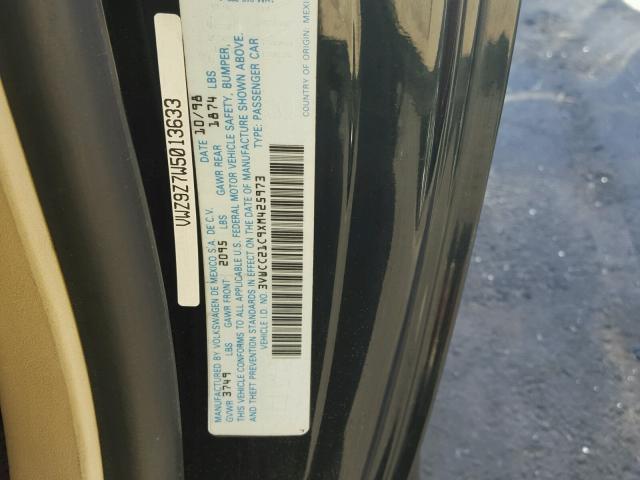 VWZ9Z7W5013633
MANUFACTURED BY VOLKSWAGEN DE MEXICO S.A. DE C.V. DATE: 10/98
GVWR 3749 LBS GAWR FRONT 2095 LBS GAWR REAR 1874 LBS
THIS VEHICLE CONFORMS TO ALL APPLICABLE U.S. FEDERAL MOTOR VEHICLE SAFETY, BUMPER,
AND THEFT PREVENTION STANDARDS IN EFFECT ON THE DATE OF MANUFACTURE SHOWN ABOVE.
VEHICLE I.D. NO. 3VWCC21C9XM425973 TYPE: PASSENGER CAR
COUNTRY OF ORIGIN: MEXI